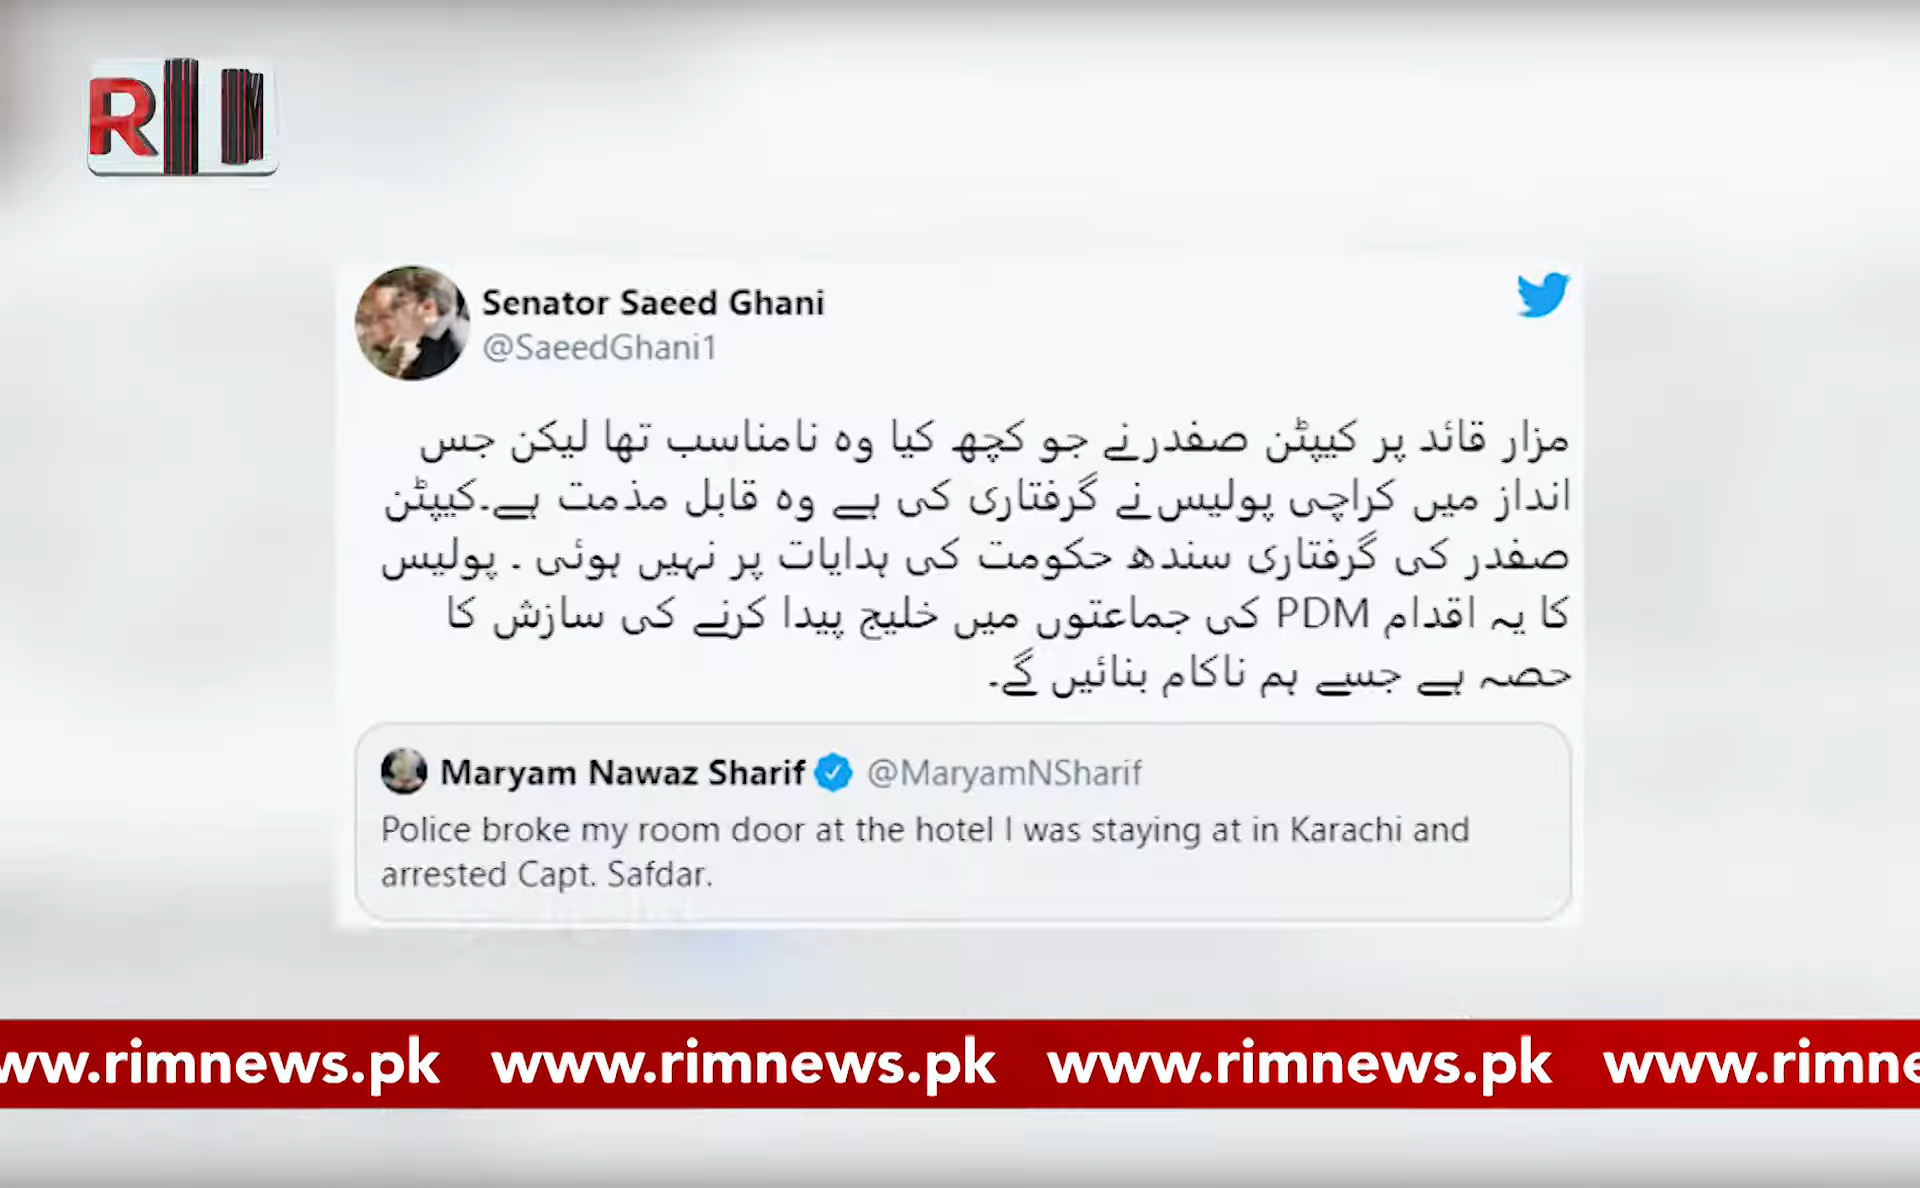 R
Senator Saeed Ghani
@SaeedGhani1
مزار قائد پر کیپٹن صفدرنے جو کچھ کیا وہ نامناسب تھا لیکن جس
انداز میں کراچی پولیس نے گرفتاری کی ہے وہ قابل مذمت ہے۔کیپٹن
صفدر کی گرفتاری سندھ حکومت کی ہدایات پر نہیں ہوئی ۔ پولیس
کا یہ اقدام PDM کی جماعتوں میں خلیج پیدا کرنے کی سازش کا
حصہ ہے جسے ہم ناکام بنائیں گے۔
Maryam Nawaz Sharif @MaryamNSharif
Police broke my room door at the hotel I was staying at in Karachi and
arrested Capt. Safdar.
ww.rimnews.pk www.rimnews.pk www.rimnews.pk www.rimne